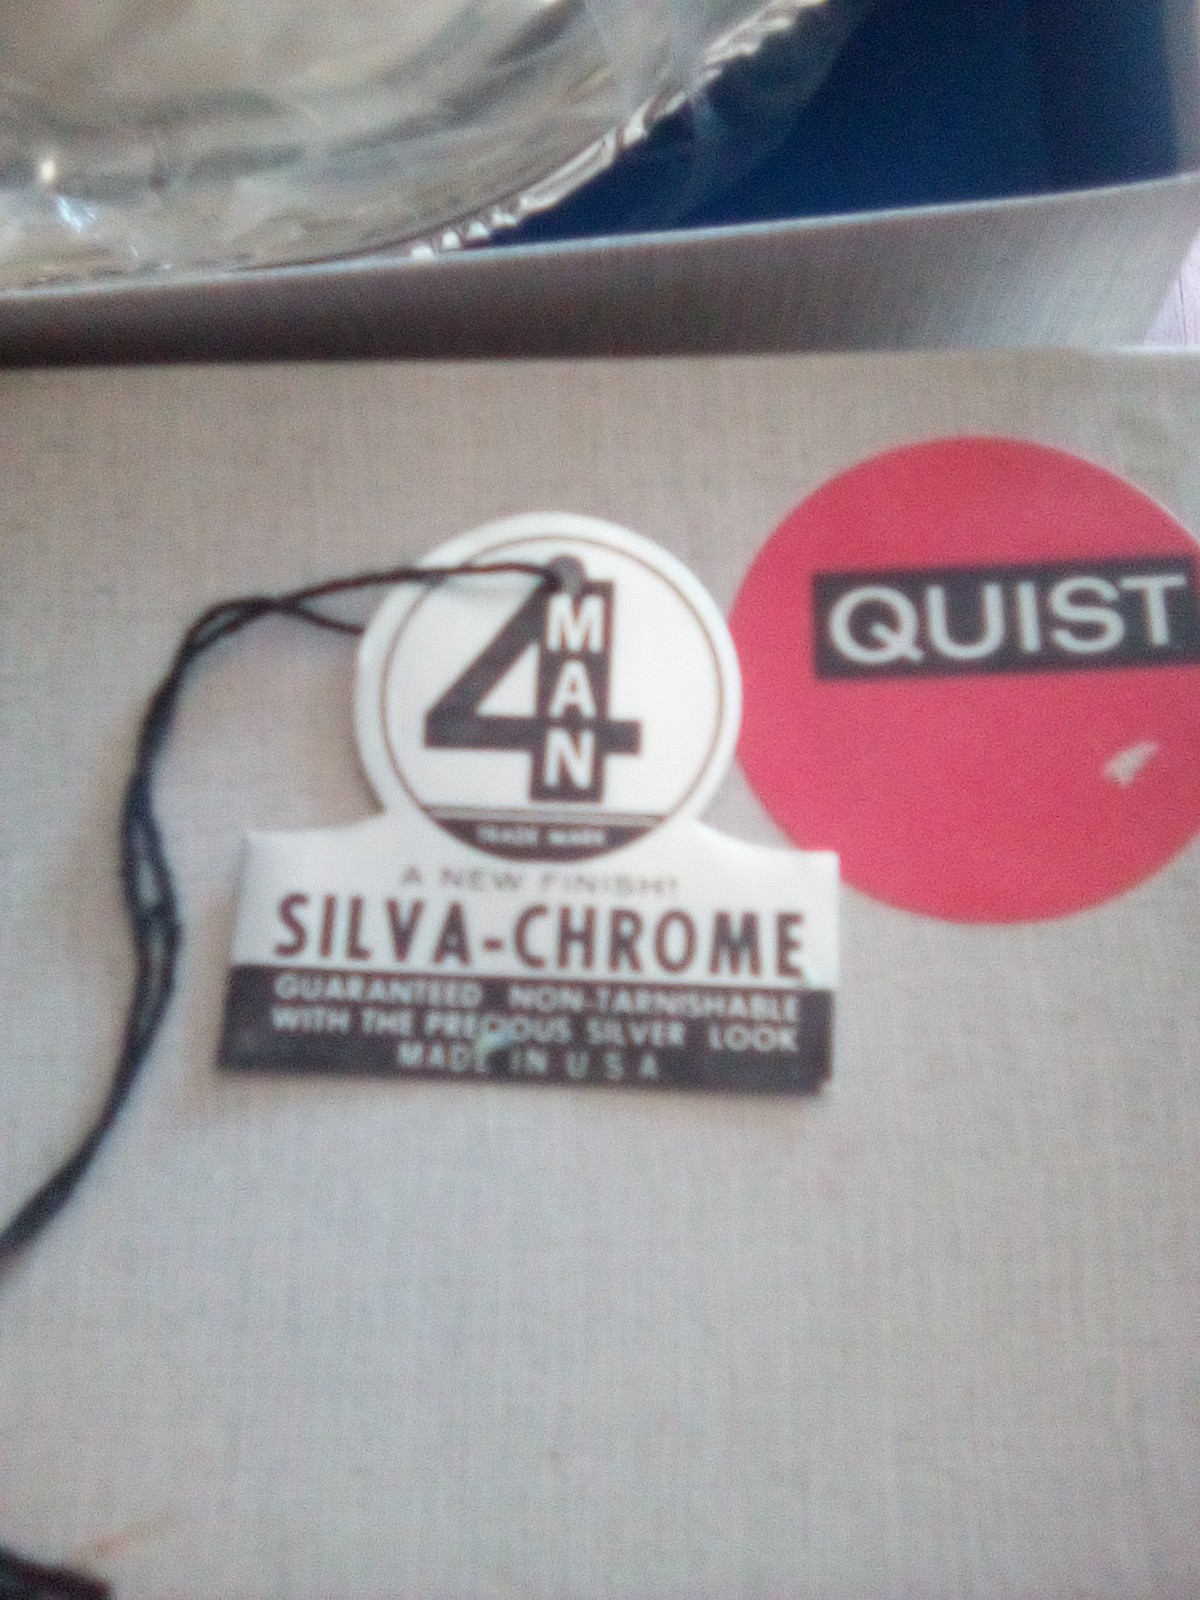 4
MAN
TRADE MARK
A NEW FINISH!
SILVA-CHROME
GUARANTEED NON-TARNISHABLE
WITH THE PRECIOUS SILVER LOOK
MADE IN U S A
QUIST